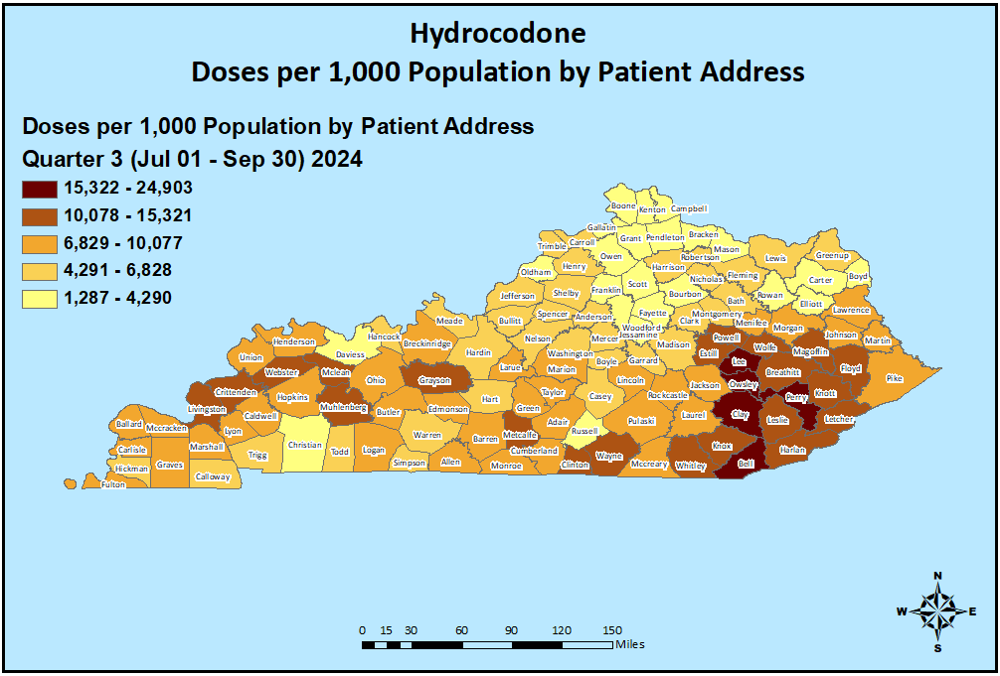 Hydrocodone
Doses per 1,000 Population by Patient Address
Doses per 1,000 Population by Patient Address
Quarter 3 (Jul 01 - Sep 30) 2024
15,322 - 24,903
10,078 - 15,321
6,829 - 10,077
4,291 - 6,828
1,287 - 4,290
Boone
Kenton
Campbell
Gallatin
Grant
Pendleton
Bracken
Mason
Trimble
Carroll
Owen
Robertson
Lewis
Greenup
Oldham
Henry
Harrison
Nicholas
Fleming
Carter
Boyd
Jefferson
Shelby
Franklin
Scott
Bourbon
Rowan
Elliott
Bath
Lawrence
Spencer
Anderson
Fayette
Woodford
Clark
Montgomery
Menifee
Morgan
Meade
Bullitt
Nelson
Mercer
Jessamine
Madison
Powell
Johnson
Martin
Union
Henderson
Daviess
Hancock
Breckinridge
Hardin
Washington
Boyle
Garrard
Estill
Wolfe
Magoffin
Floyd
Larue
Marion
Lee
Breathitt
Pike
Webster
Mclean
Ohio
Grayson
Lincoln
Jackson
Owsley
Knott
Crittenden
Hopkins
Muhlenberg
Hart
Taylor
Casey
Rockcastle
Perry
Livingston
Caldwell
Butler
Edmonson
Green
Adair
Pulaski
Laurel
Clay
Leslie
Letcher
Ballard
Mccracken
Lyon
Warren
Barren
Metcalfe
Russell
Carlisle
Marshall
Trigg
Christian
Todd
Logan
Simpson
Allen
Monroe
Cumberland
Clinton
Wayne
Mccreary
Whitley
Knox
Bell
Harlan
Hickman
Graves
Calloway
Fulton
N
W
E
S
0 15 30 60 90 120 150
Miles